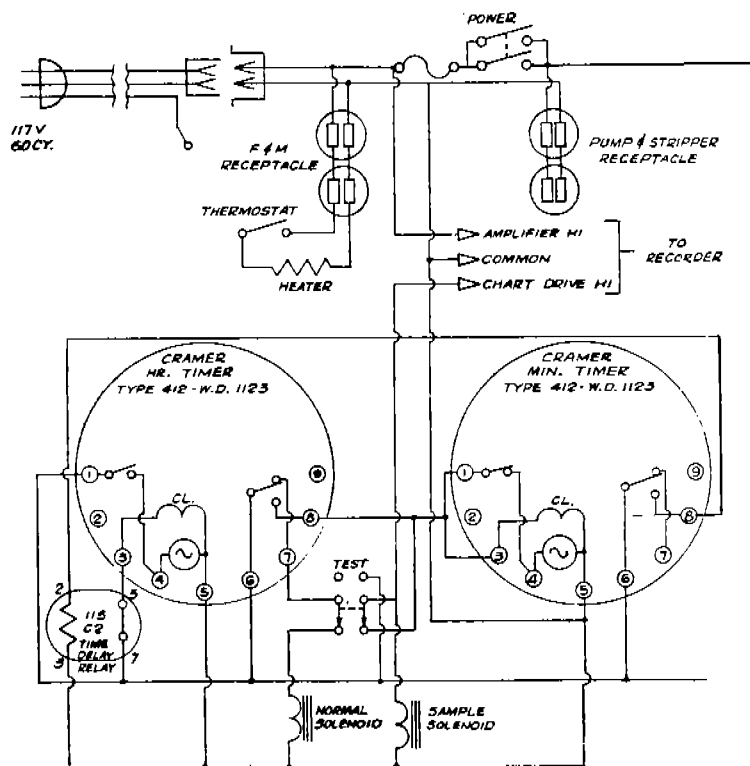 POWER
117 V
60CY.
F & M
RECEPTACLE
PUMP & STRIPPER
RECEPTACLE
THERMOSTAT
HEATER
AMPLIFIER HI
COMMON
CHART DRIVE HI
TO
RECORDER
CRAMER
HR. TIMER
TYPE 412 - W.D. 1123
CRAMER
MIN. TIMER
TYPE 412 - W.D. 1123
1
2
3
4
5
6
7
8
CL.
1
2
3
4
5
6
7
8
9
CL.
TEST
2
3
5
7
115
C2
TIME
DELAY
RELAY
NORMAL
SOLENOID
SAMPLE
SOLENOID